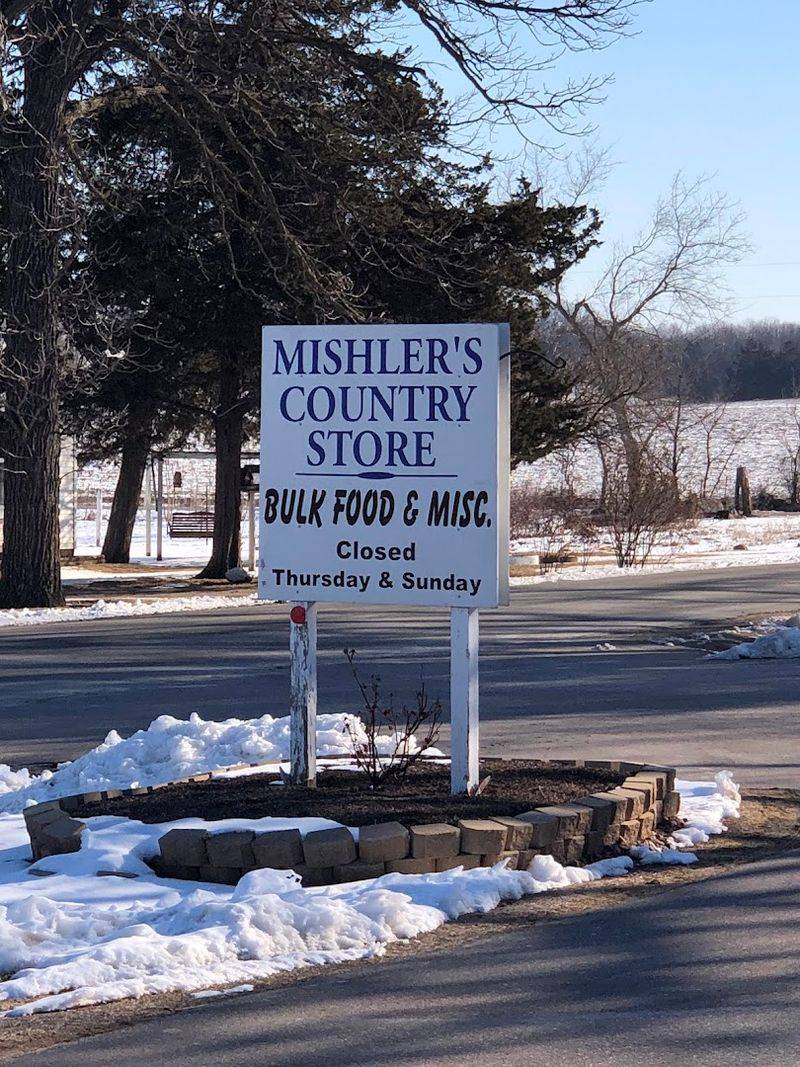 MISHLER'S
COUNTRY
STORE
BULK FOOD & MISC.
Closed
Thursday & Sunday